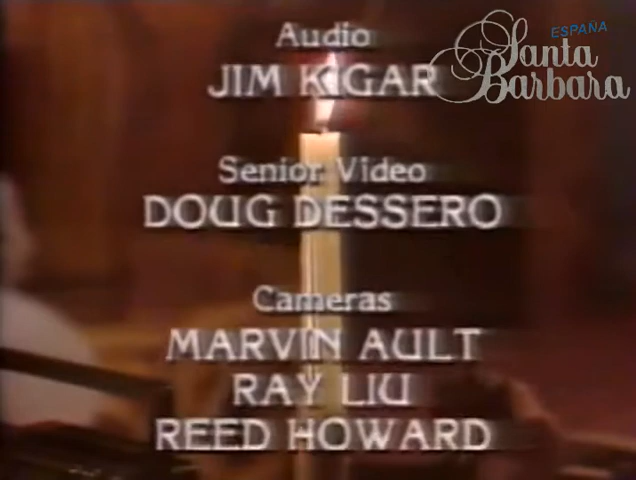 Audio
JIM KIGAR
ESPAÑA
Santa
Barbara
Senior Video
DOUG DESSERO
Cameras
MARVIN AULT
RAY LIU
REED HOWARD